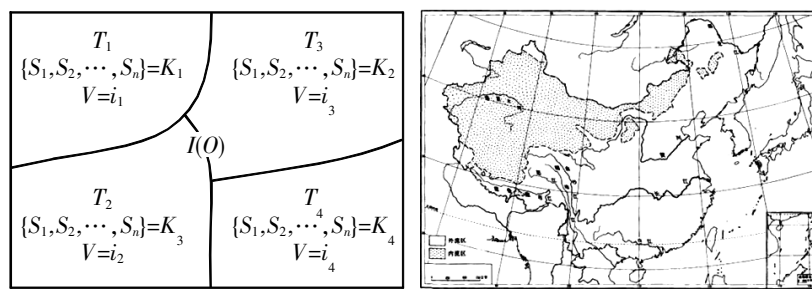 T₁
{S₁,S₂,⋯,Sₙ}=K₁
V=i₁
T₃
{S₁,S₂,⋯,Sₙ}=K₂
V=i₃
I(O)
T₂
{S₁,S₂,⋯,Sₙ}=K₃
V=i₂
T₄
{S₁,S₂,⋯,Sₙ}=K₄
V=i₄
外流区
内流区